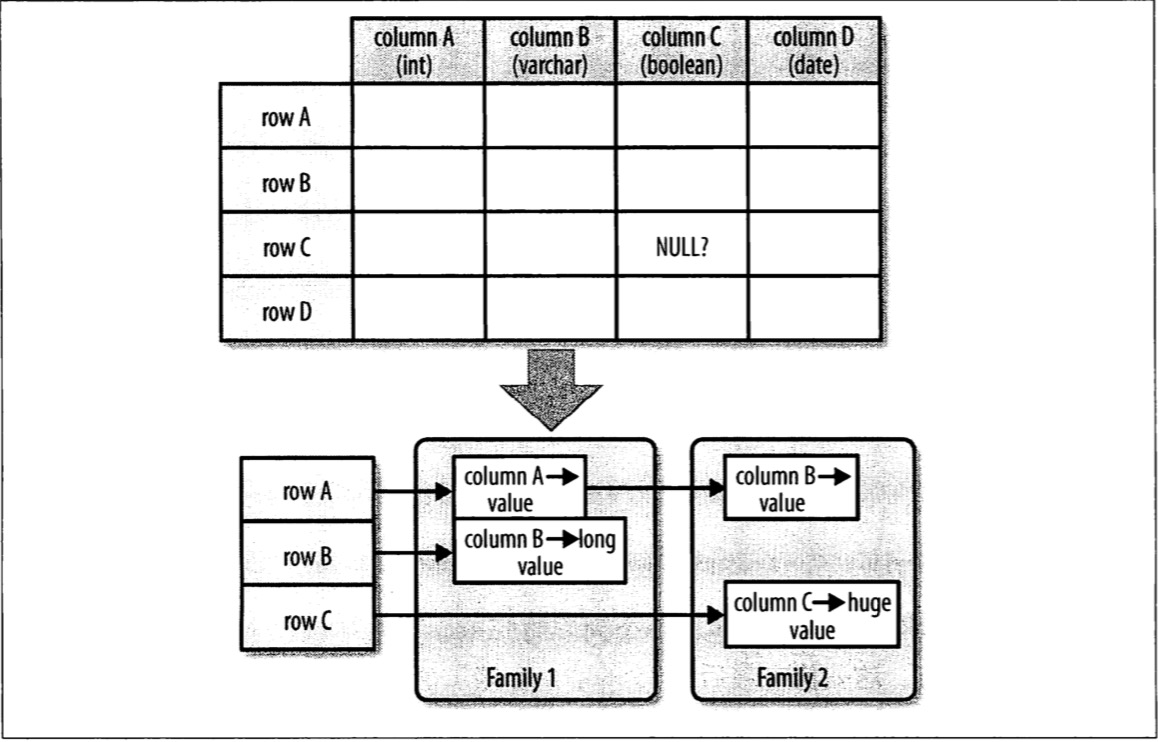 column A column B column C column D
(int) (varchar) (boolean) (date)
row A
row B
row C NULL?
row D
row A column A→ column B→
value value
row B column B→long
value
row C column C→huge
value
Family 1 Family 2